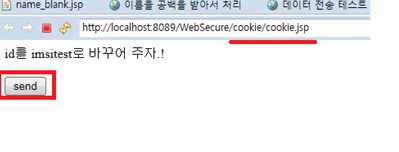 name_blank.jsp 이름을 공백을 받아서 처리 데이터 전송 테스트
http://localhost:8089/WebSecure/cookie/cookie.jsp
id를 imsitest로 바꾸어 주자.!
send